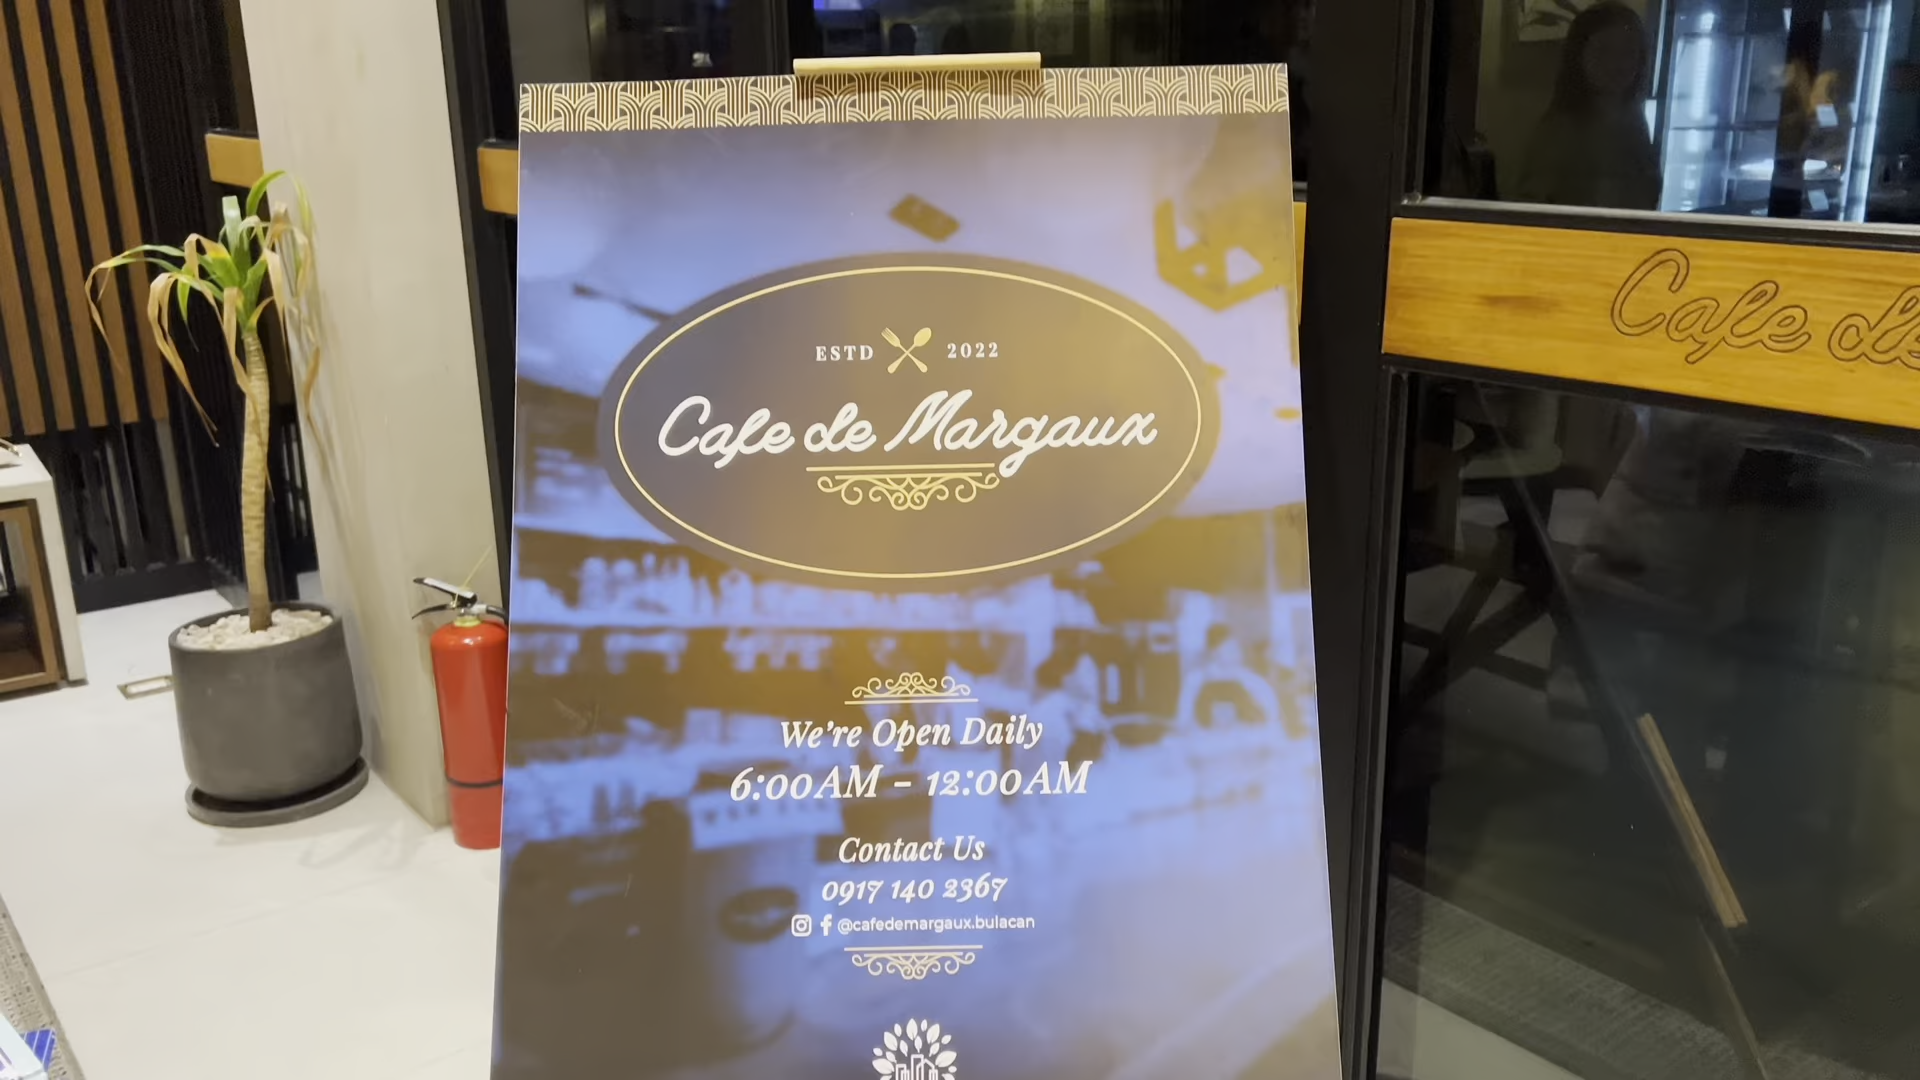 ESTD 2022
Cafe de Margaux
We're Open Daily
6:00AM - 12:00AM
Contact Us
0917 140 2367
@cafedemargaux.bulacan
Cafe de